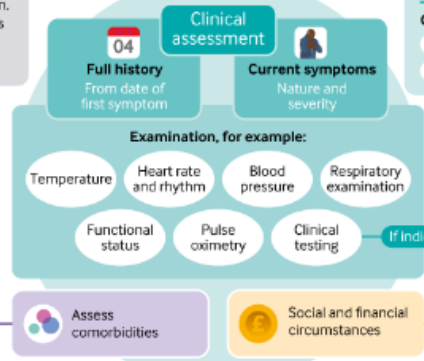 n.
s
Clinical
assessment
04
Full history
From date of
first symptom
Current symptoms
Nature and
severity
Examination, for example:
Temperature
Heart rate
and rhythm
Blood
pressure
Respiratory
examination
Functional
status
Pulse
oximetry
Clinical
testing
If indi
Assess
comorbidities
£
Social and financial
circumstances